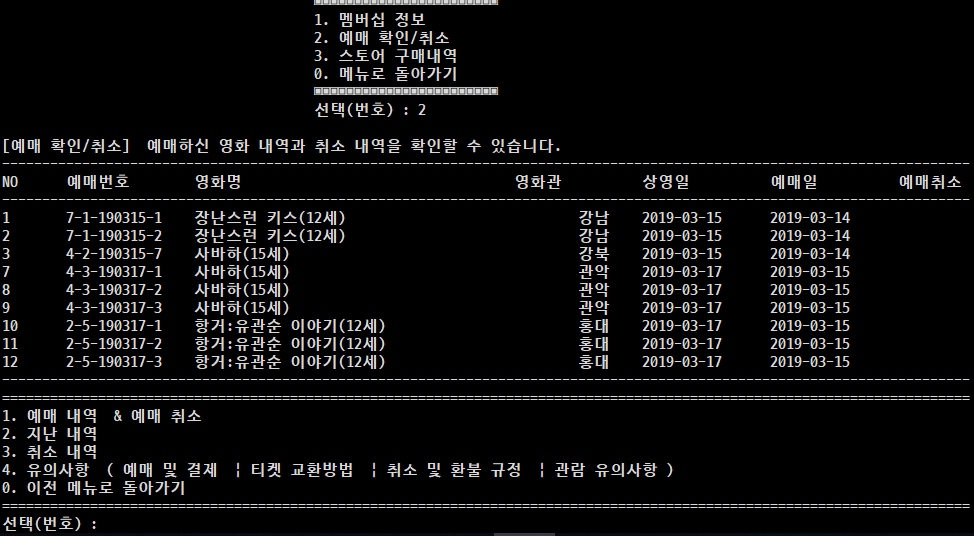 1. 멤버십 정보
2. 예매 확인/취소
3. 스토어 구매내역
0. 메뉴로 돌아가기
선택(번호) : 2
[예매 확인/취소] 예매하신 영화 내역과 취소 내역을 확인할 수 있습니다.
NO 예매번호 영화명 영화관 상영일 예매일 예매취소
1 7-1-190315-1 장난스런 키스(12세) 강남 2019-03-15 2019-03-14
2 7-1-190315-2 장난스런 키스(12세) 강남 2019-03-15 2019-03-14
3 4-2-190315-7 사바하(15세) 강북 2019-03-15 2019-03-14
7 4-3-190317-1 사바하(15세) 관악 2019-03-17 2019-03-15
8 4-3-190317-2 사바하(15세) 관악 2019-03-17 2019-03-15
9 4-3-190317-3 사바하(15세) 관악 2019-03-17 2019-03-15
10 2-5-190317-1 항거:유관순 이야기(12세) 홍대 2019-03-17 2019-03-15
11 2-5-190317-2 항거:유관순 이야기(12세) 홍대 2019-03-17 2019-03-15
12 2-5-190317-3 항거:유관순 이야기(12세) 홍대 2019-03-17 2019-03-15
1. 예매 내역 & 예매 취소
2. 지난 내역
3. 취소 내역
4. 유의사항 ( 예매 및 결제 ¦ 티켓 교환방법 ¦ 취소 및 환불 규정 ¦ 관람 유의사항 )
0. 이전 메뉴로 돌아가기
선택(번호) :